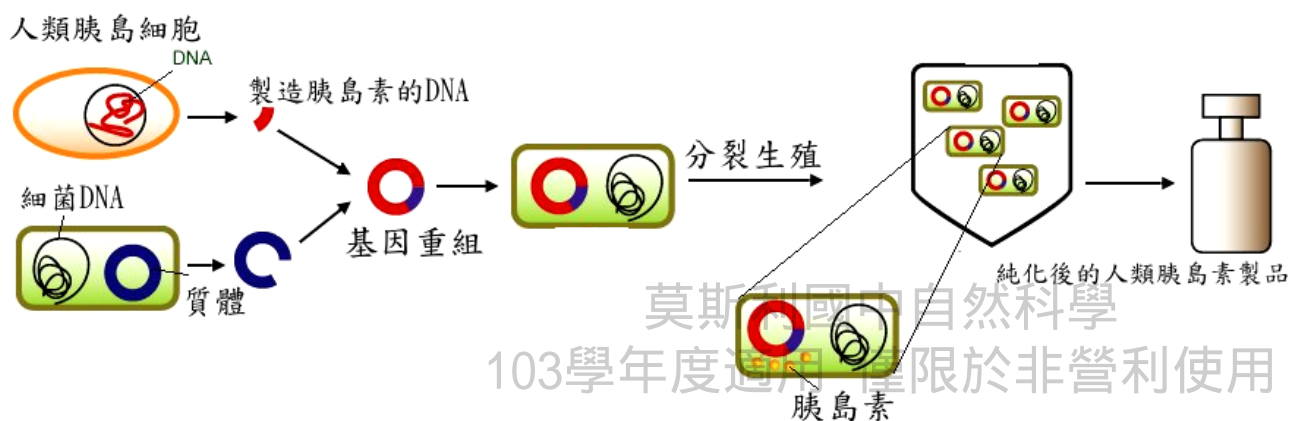 人類胰島細胞
DNA
製造胰島素的DNA
細菌DNA
質體
基因重組
分裂生殖
純化後的人類胰島素製品
莫斯利國中自然科學
103學年度適用 僅限於非營利使用
胰島素